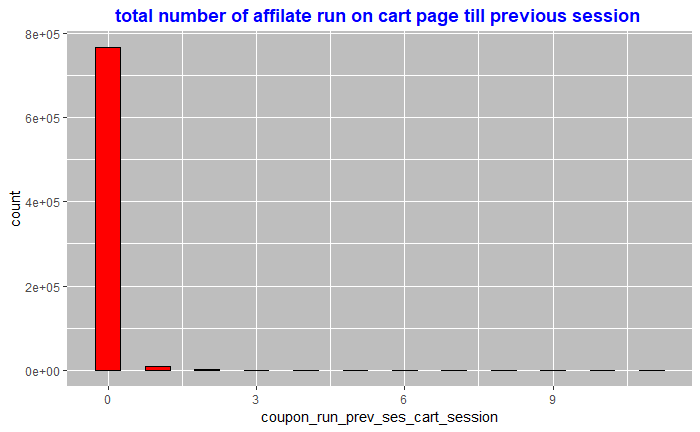 total number of affilate run on cart page till previous session
8e+05
6e+05
4e+05
2e+05
0e+00
count
0
3
6
9
coupon_run_prev_ses_cart_session